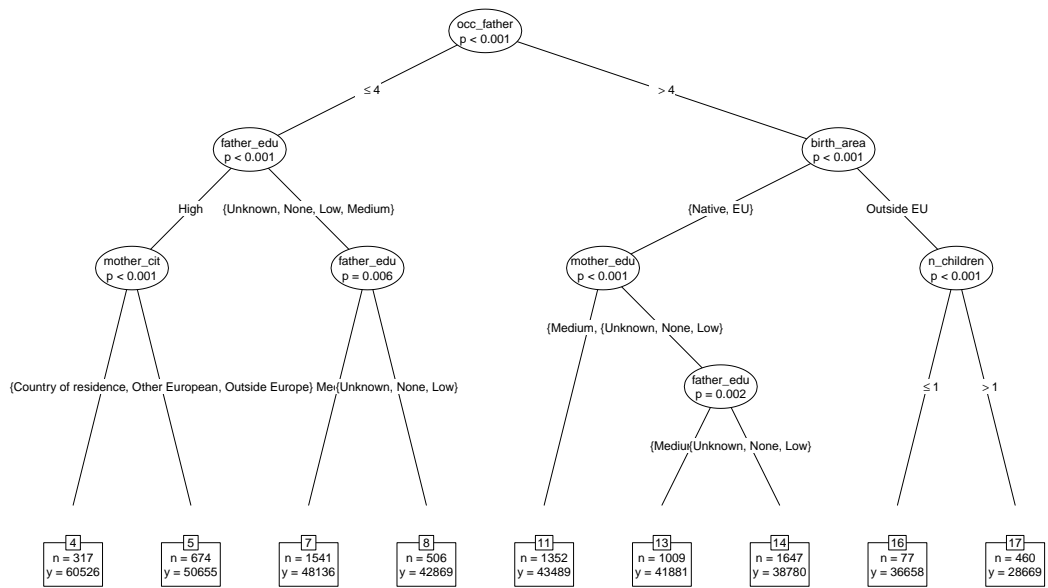 occ_father
p < 0.001
≤ 4
> 4
father_edu
p < 0.001
birth_area
p < 0.001
High
{Unknown, None, Low, Medium}
{Native, EU}
Outside EU
mother_cit
p < 0.001
father_edu
p = 0.006
mother_edu
p < 0.001
n_children
p < 0.001
{Medium,
{Unknown, None, Low}
{Country of residence, Other European, Outside Europe}
{Unknown, None, Low}
father_edu
p = 0.002
≤ 1
> 1
{Unknown, None, Low}
4
n = 317
y = 60526
5
n = 674
y = 50655
7
n = 1541
y = 48136
8
n = 506
y = 42869
11
n = 1352
y = 43489
13
n = 1009
y = 41881
14
n = 1647
y = 38780
16
n = 77
y = 36658
17
n = 460
y = 28669